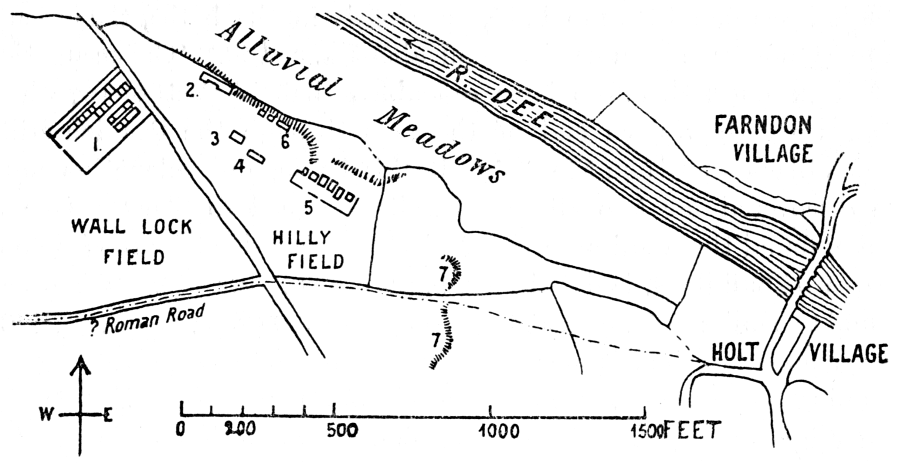 Alluvial
Meadows
R. DEE
FARNDON
VILLAGE
1.
2.
3
4
5
6
WALL LOCK
FIELD
HILLY
FIELD
7
7
? Roman Road
HOLT VILLAGE
W E
0 200 500 1000 1500 FEET